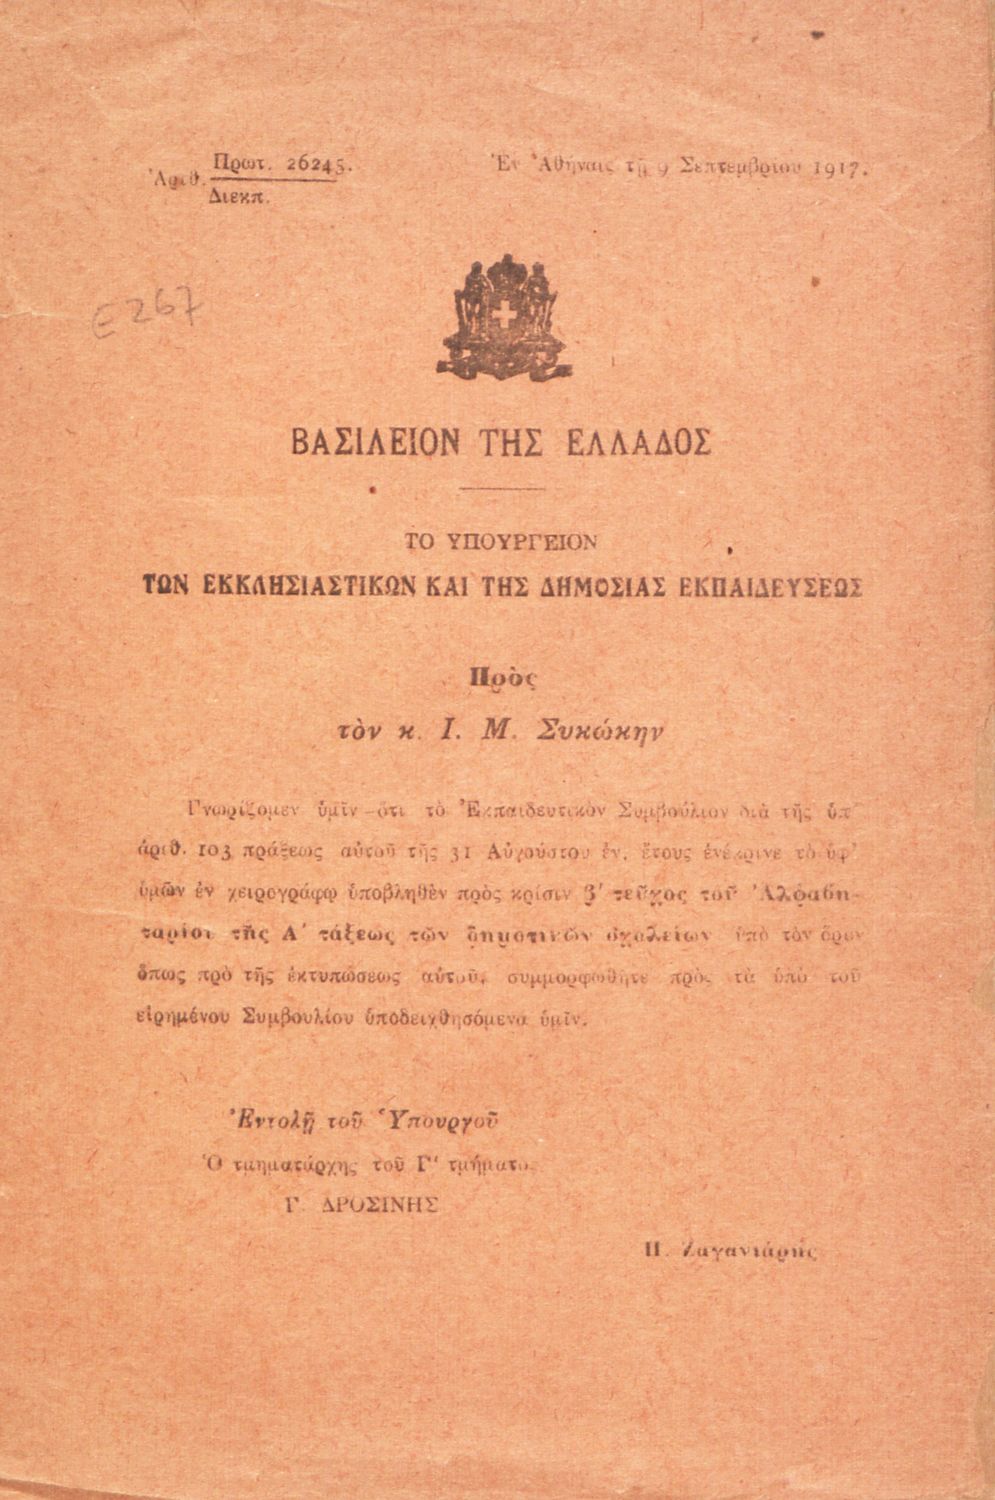 Ἀριθ. Πρωτ. 26245.
Διεκπ.
Ἐν Ἀθήναις τῇ 9 Σεπτεμβρίου 1917.
Ε 267
ΒΑΣΙΛΕΙΟΝ ΤΗΣ ΕΛΛΑΔΟΣ
ΤΟ ΥΠΟΥΡΓΕΙΟΝ
ΤΩΝ ΕΚΚΛΗΣΙΑΣΤΙΚΩΝ ΚΑΙ ΤΗΣ ΔΗΜΟΣΙΑΣ ΕΚΠΑΙΔΕΥΣΕΩΣ
Πρὸς
τὸν κ. Ι. Μ. Συκώκην
Γνωρίζομεν ὑμῖν ὅτι τὸ Ἐκπαιδευτικὸν Συμβούλιον διὰ τῆς ὑπ'
ἀριθ. 103 πράξεως αὐτοῦ τῆς 31 Αὐγούστου ἐν. ἔτους ἐνέκρινε τὸ ὑφ'
ὑμῶν ἐν χειρογράφῳ ὑποβληθὲν πρὸς κρίσιν β' τεῦχος τοῦ Ἀλφαβη-
ταρίου τῆς Α' τάξεως τῶν δημοτικῶν σχολείων ὑπὸ τὸν ὅρον
ὅπως πρὸ τῆς ἐκτυπώσεως αὐτοῦ, συμμορφωθῆτε πρὸς τὰ ὑπὸ τοῦ
εἰρημένου Συμβουλίου ὑποδειχθησόμενα ὑμῖν.
Ἐντολῇ τοῦ Ὑπουργοῦ
Ὁ τμηματάρχης τοῦ Γ' τμήματος
Γ. ΔΡΟΣΙΝΗΣ
Π. Ζαγανιάρης